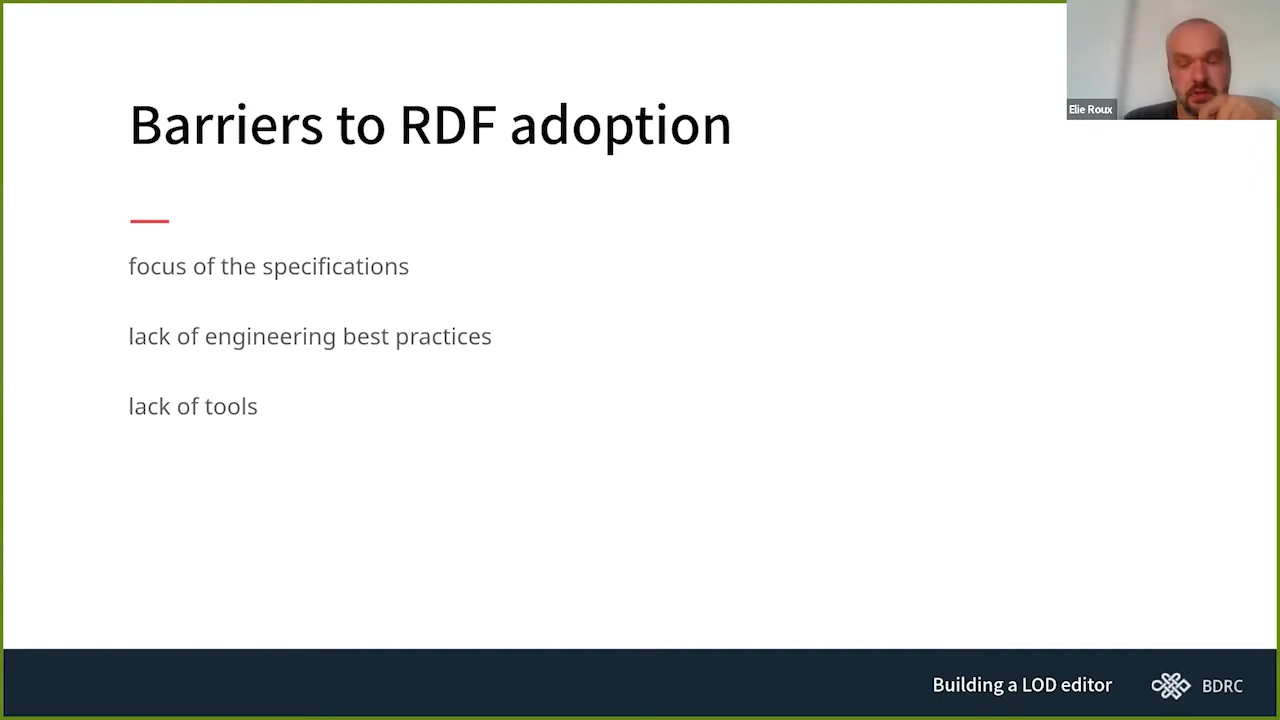 Elie Roux
Barriers to RDF adoption
focus of the specifications
lack of engineering best practices
lack of tools
Building a LOD editor
BDRC